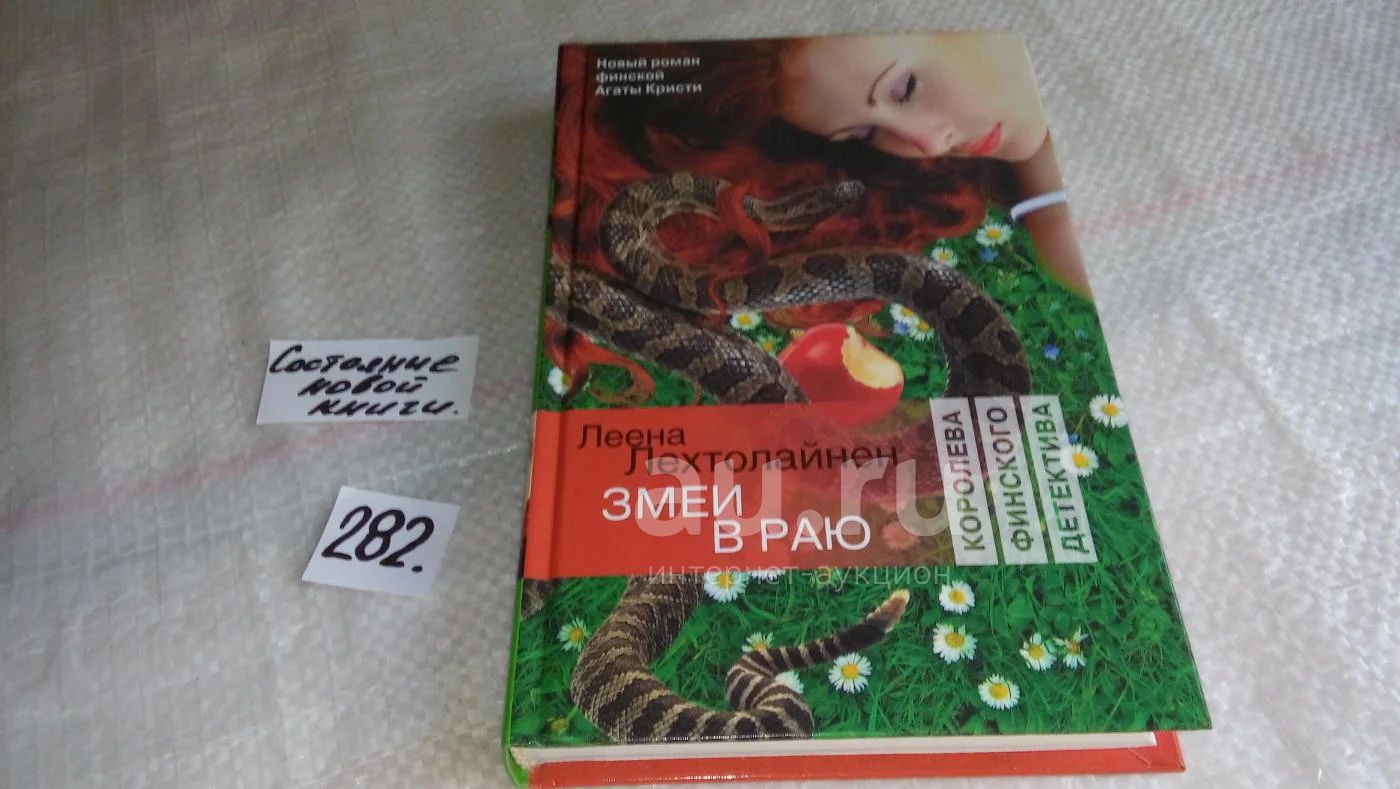 Новый роман
финской
Агаты Кристи
Состояние
новой
книги.
282.
Леена
Лехтолайнен
ЗМЕИ
В РАЮ
КОРОЛЕВА
ФИНСКОГО
ДЕТЕКТИВА
au.ru
интернет-аукцион